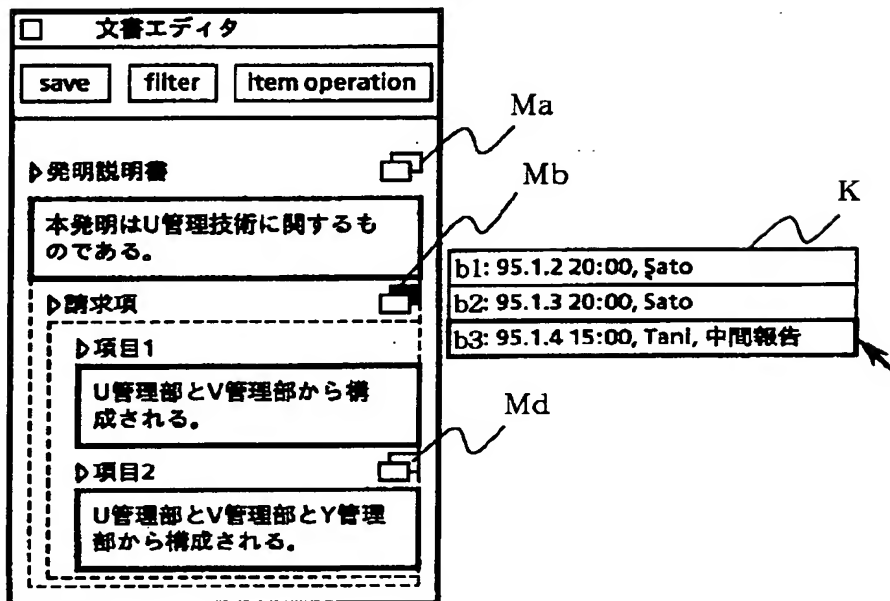 文書エディタ
save filter item operation
Ma
▷発明説明書
Mb
K
本発明はU管理技術に関するも
のである。
b1: 95.1.2 20:00, Sato
▷請求項
b2: 95.1.3 20:00, Sato
b3: 95.1.4 15:00, Tani, 中間報告
▷項目1
U管理部とV管理部から構
成される。
Md
▷項目2
U管理部とV管理部とY管理
部から構成される。